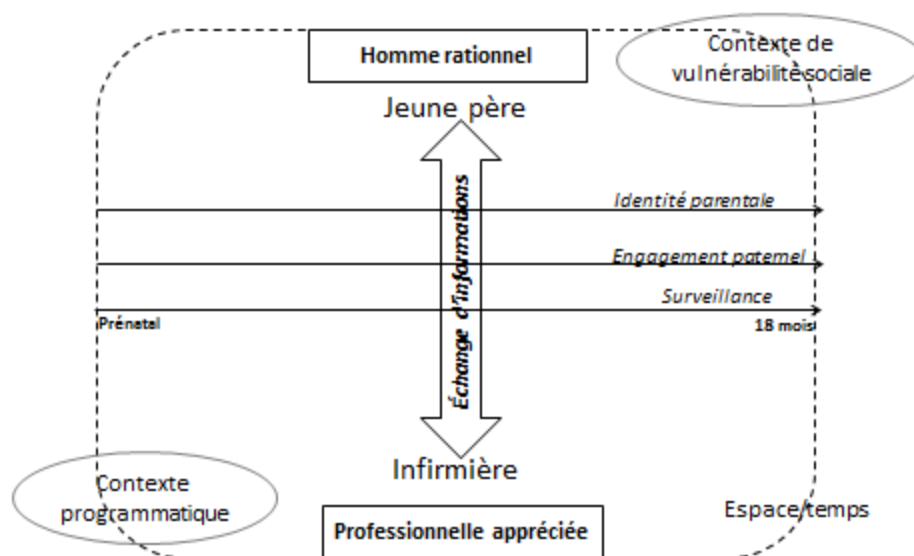 Homme rationnel
Contexte de
vulnérabilité sociale
Jeune père
Échange d'informations
Identité parentale
Engagement paternel
Surveillance
Prénatal
18 mois
Infirmière
Contexte
programmatique
Espace/temps
Professionnelle appréciée